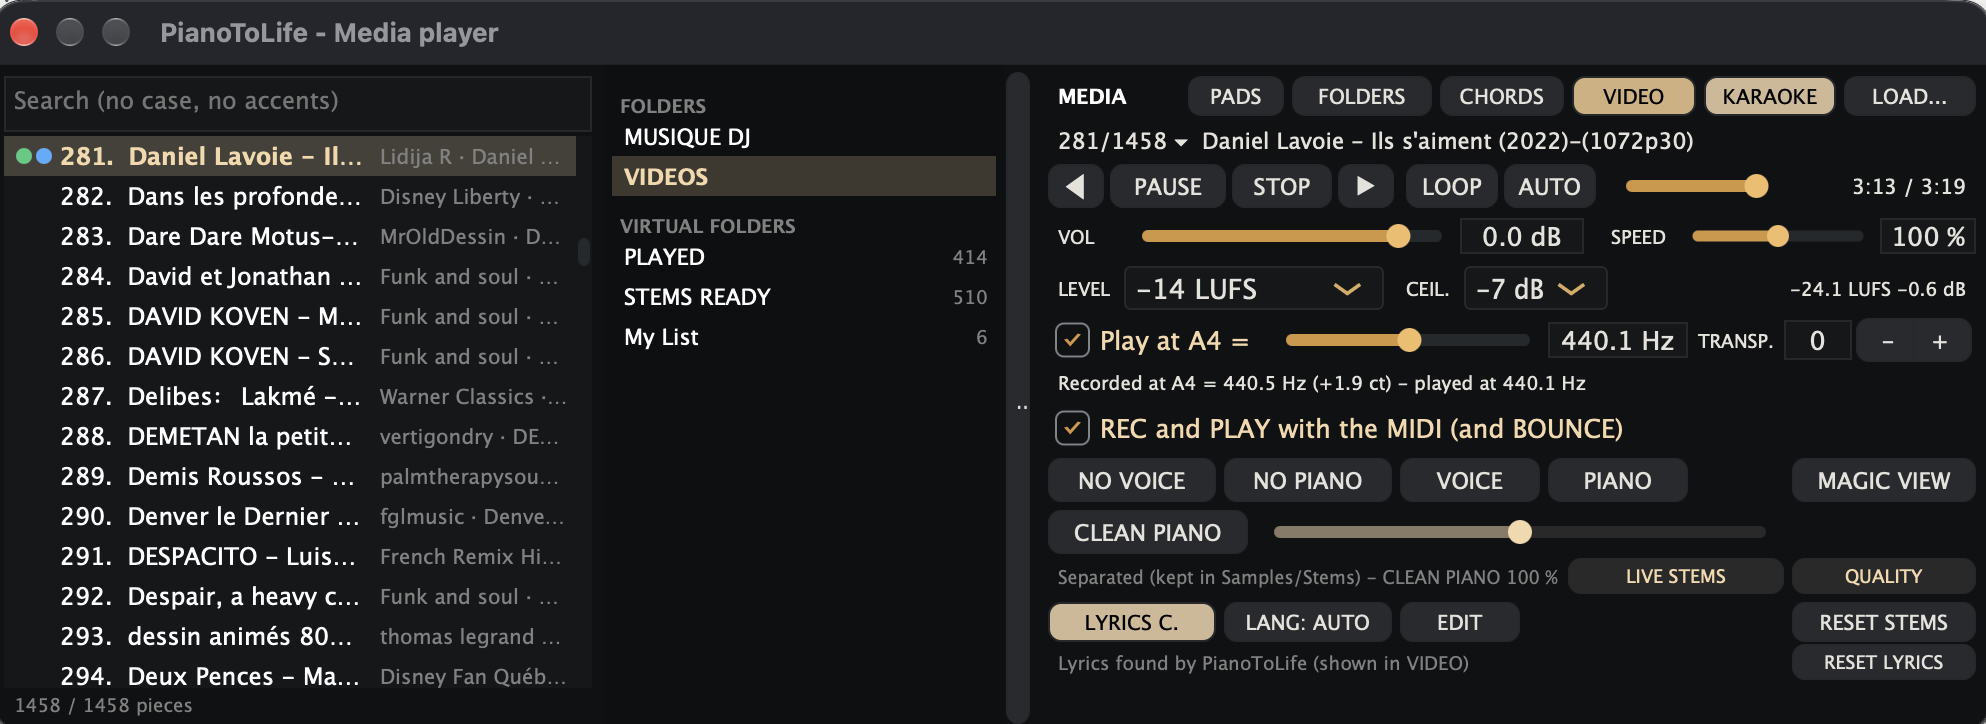 PianoToLife - Media player
Search (no case, no accents)
281. Daniel Lavoie - Il... Lidija R · Daniel ...
282. Dans les profonde... Disney Liberty · ...
283. Dare Dare Motus-... MrOldDessin · D...
284. David et Jonathan ... Funk and soul · ...
285. DAVID KOVEN - M... Funk and soul · ...
286. DAVID KOVEN - S... Funk and soul · ...
287. Delibes: Lakmé -... Warner Classics ·...
288. DEMETAN la petit... vertigondry · DE...
289. Demis Roussos - ... palmtherapysou...
290. Denver le Dernier ... fglmusic · Denve...
291. DESPACITO - Luis... French Remix Hi...
292. Despair, a heavy c... Funk and soul · ...
293. dessin animés 80... thomas legrand ...
294. Deux Pences - Ma... Disney Fan Québ...
1458 / 1458 pieces
FOLDERS
MUSIQUE DJ
VIDEOS
VIRTUAL FOLDERS
PLAYED 414
STEMS READY 510
My List 6
MEDIA PADS FOLDERS CHORDS VIDEO KARAOKE LOAD...
281/1458 Daniel Lavoie - Ils s'aiment (2022)-(1072p30)
PAUSE STOP LOOP AUTO 3:13 / 3:19
VOL 0.0 dB SPEED 100 %
LEVEL -14 LUFS CEIL. -7 dB -24.1 LUFS -0.6 dB
Play at A4 = 440.1 Hz TRANSP. 0 - +
Recorded at A4 = 440.5 Hz (+1.9 ct) - played at 440.1 Hz
REC and PLAY with the MIDI (and BOUNCE)
NO VOICE NO PIANO VOICE PIANO MAGIC VIEW
CLEAN PIANO
Separated (kept in Samples/Stems) - CLEAN PIANO 100 % LIVE STEMS QUALITY
LYRICS C. LANG: AUTO EDIT RESET STEMS
Lyrics found by PianoToLife (shown in VIDEO) RESET LYRICS